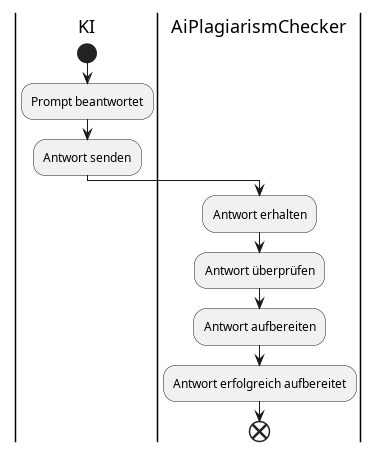 KI
AiPlagiarismChecker
Prompt beantwortet
Antwort senden
Antwort erhalten
Antwort überprüfen
Antwort aufbereiten
Antwort erfolgreich aufbereitet